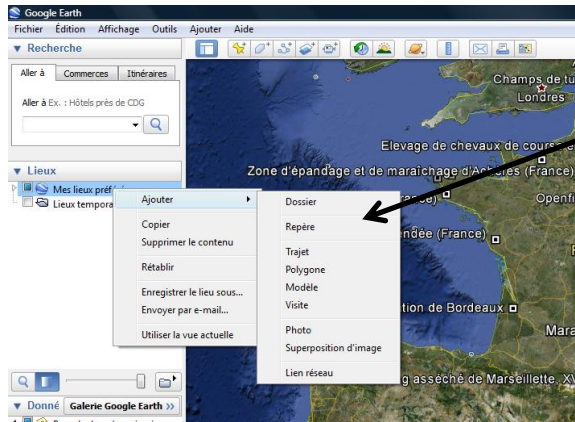 Google Earth
Fichier Édition Affichage Outils Ajouter Aide
Recherche
Aller à Commerces Itinéraires
Aller à Ex. : Hôtels près de CDG
Lieux
Mes lieux préf
Lieux tempora
Ajouter
Copier
Supprimer le contenu
Rétablir
Enregistrer le lieu sous...
Envoyer par e-mail...
Utiliser la vue actuelle
Dossier
Repère
Trajet
Polygone
Modèle
Visite
Photo
Superposition d'image
Lien réseau
Champs de tu
Londres
Elevage de chevaux de course
Zone d'épandage et de maraîchage d'Achères (France)
Openfi
ndée (France)
tion de Bordeaux
Mara
g asséché de Marseillette, XV
Donné Galerie Google Earth >>